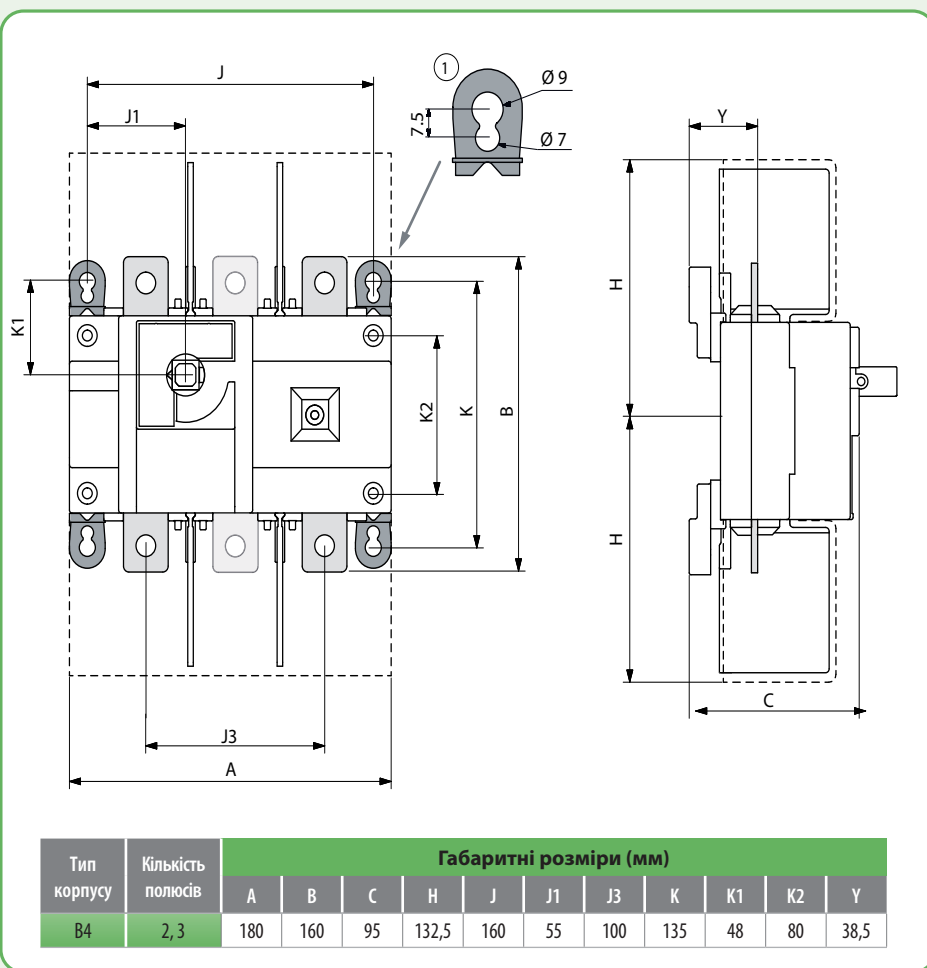 J
J1
1
Ø 9
7.5
Ø 7
Y
K1
K2
K
B
H
H
J3
A
C
Тип корпусу
Кількість полюсів
Габаритні розміри (мм)
A B C H J J1 J3 K K1 K2 Y
B4 2, 3 180 160 95 132,5 160 55 100 135 48 80 38,5